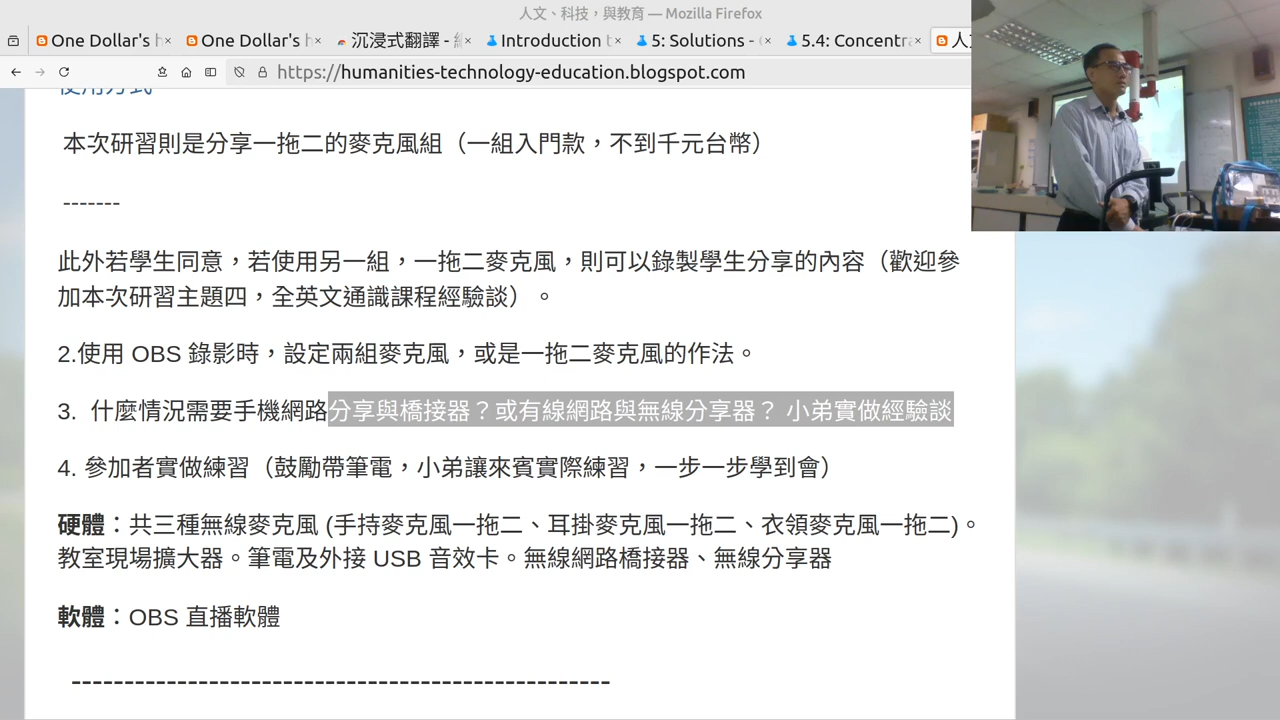 人文、科技，與教育 — Mozilla Firefox
One Dollar's h
One Dollar's h
沉浸式翻譯 -
Introduction t
5: Solutions -
5.4: Concentra
人
https://humanities-technology-education.blogspot.com
使用方式
本次研習則是分享一拖二的麥克風組（一組入門款，不到千元台幣）
-------
此外若學生同意，若使用另一組，一拖二麥克風，則可以錄製學生分享的內容（歡迎參
加本次研習主題四，全英文通識課程經驗談）。
2.使用 OBS 錄影時，設定兩組麥克風，或是一拖二麥克風的作法。
3. 什麼情況需要手機網路分享與橋接器？或有線網路與無線分享器？ 小弟實做經驗談
4. 參加者實做練習（鼓勵帶筆電，小弟讓來賓實際練習，一步一步學到會）
硬體：共三種無線麥克風 (手持麥克風一拖二、耳掛麥克風一拖二、衣領麥克風一拖二)。
教室現場擴大器。筆電及外接 USB 音效卡。無線網路橋接器、無線分享器
軟體：OBS 直播軟體
---------------------------------------------------